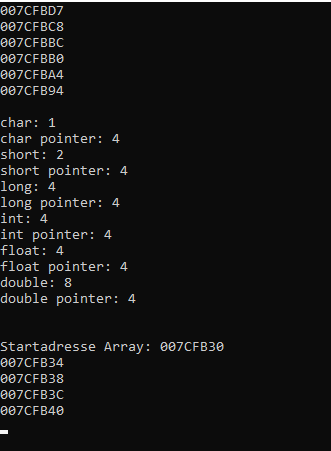 007CFBD7
007CFBC8
007CFBBC
007CFBB0
007CFBA4
007CFB94
char: 1
char pointer: 4
short: 2
short pointer: 4
long: 4
long pointer: 4
int: 4
int pointer: 4
float: 4
float pointer: 4
double: 8
double pointer: 4
Startadresse Array: 007CFB30
007CFB34
007CFB38
007CFB3C
007CFB40